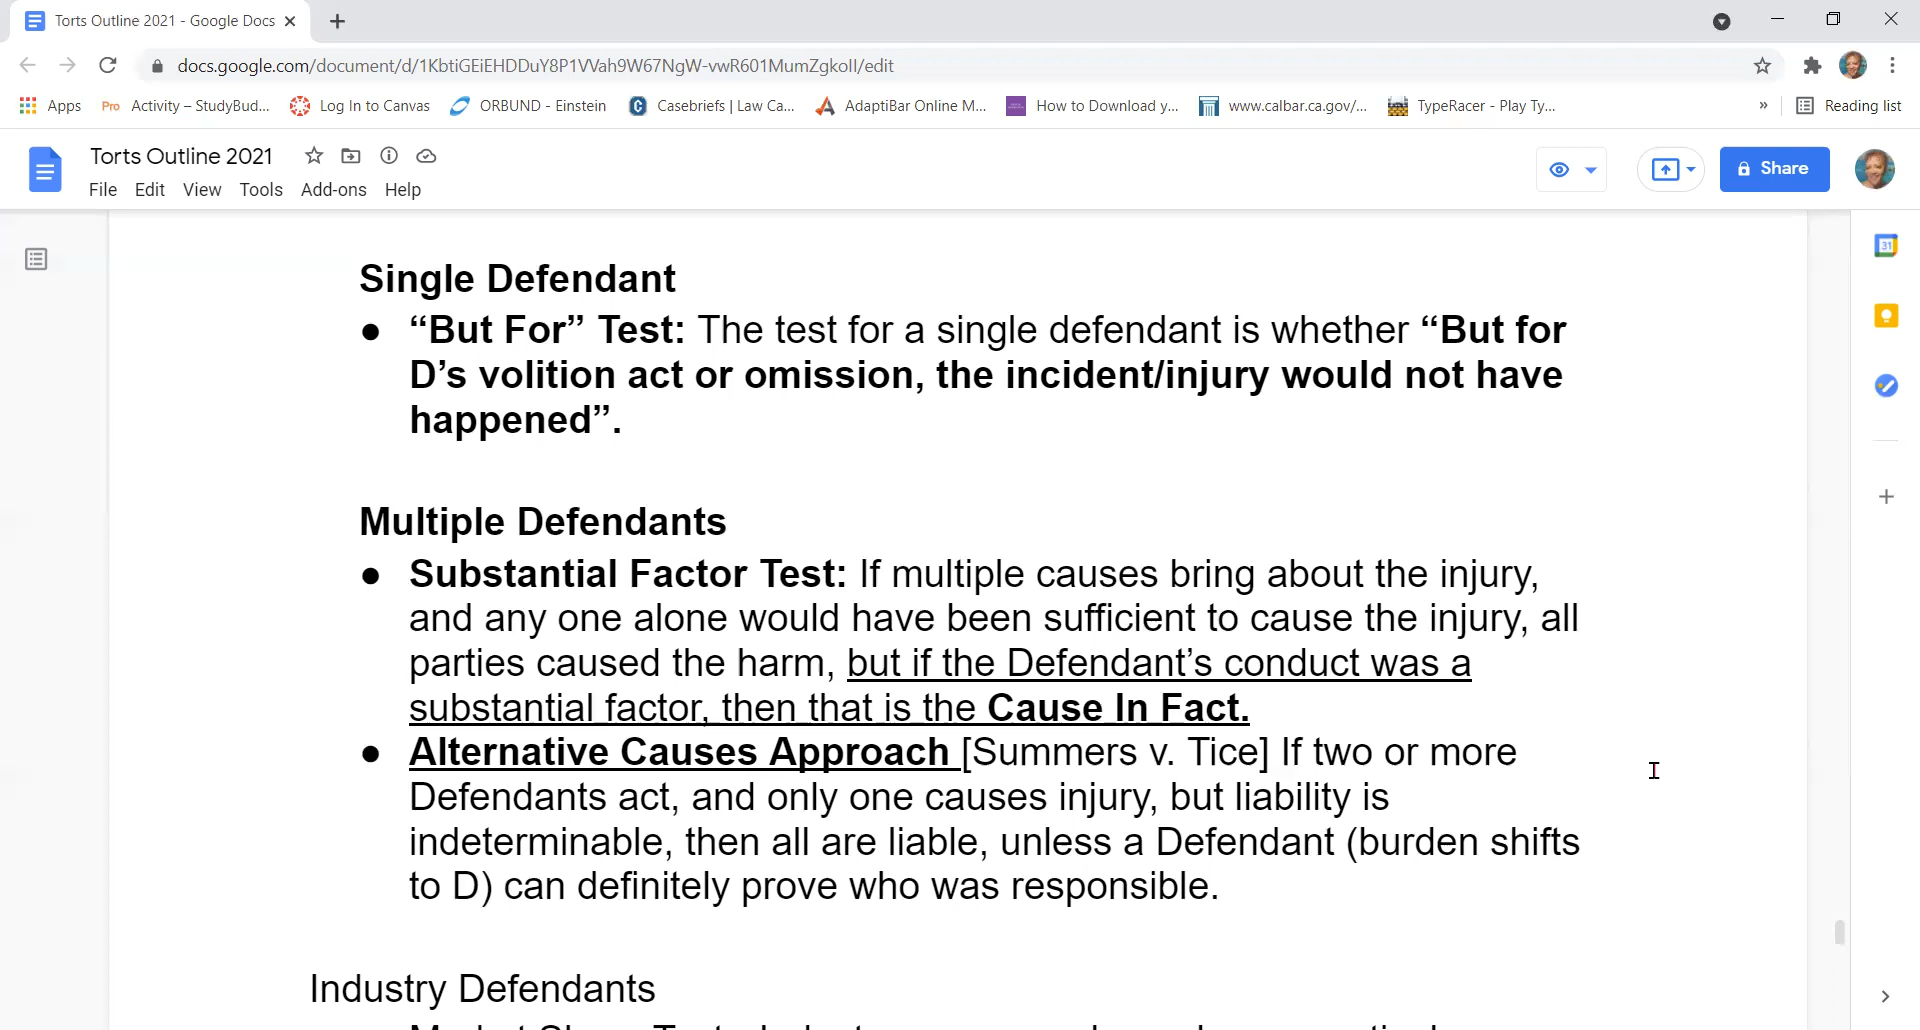 Torts Outline 2021 - Google Docs
docs.google.com/document/d/1KbtiGEiEHDDuY8P1VVah9W67NgW-vwR601MumZgkoII/edit
Apps Pro Activity – StudyBud... Log In to Canvas ORBUND - Einstein Casebriefs | Law Ca... AdaptiBar Online M... How to Download y... www.calbar.ca.gov/... TypeRacer - Play Ty... » Reading list
Torts Outline 2021
File Edit View Tools Add-ons Help
Share
31
Single Defendant
● “But For” Test: The test for a single defendant is whether “But for
D’s volition act or omission, the incident/injury would not have
happened”.
Multiple Defendants
● Substantial Factor Test: If multiple causes bring about the injury,
and any one alone would have been sufficient to cause the injury, all
parties caused the harm, but if the Defendant’s conduct was a
substantial factor, then that is the Cause In Fact.
● Alternative Causes Approach [Summers v. Tice] If two or more
Defendants act, and only one causes injury, but liability is
indeterminable, then all are liable, unless a Defendant (burden shifts
to D) can definitely prove who was responsible.
Industry Defendants